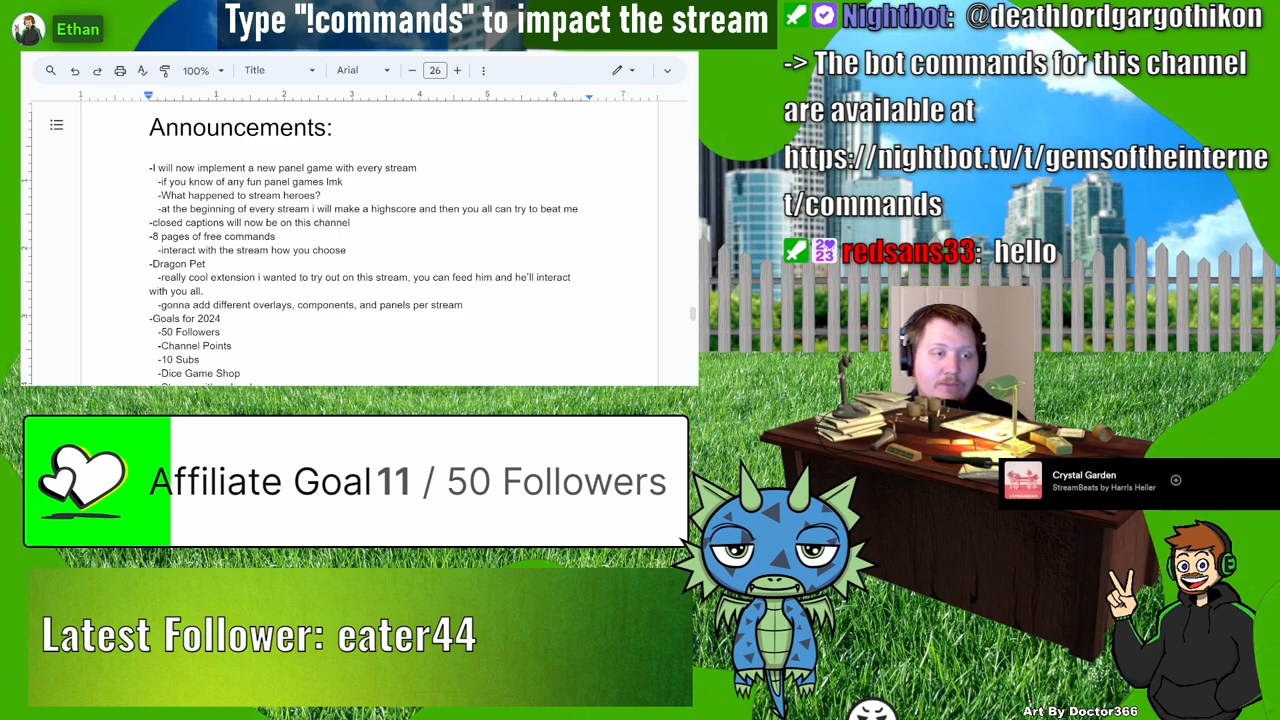 Ethan
Type "!commands" to impact the stream
100%
Title
Arial
26
1 1 2 3 4 5 6 7
Announcements:
-I will now implement a new panel game with every stream
-if you know of any fun panel games lmk
-What happened to stream heroes?
-at the beginning of every stream i will make a highscore and then you all can try to beat me
-closed captions will now be on this channel
-8 pages of free commands
-interact with the stream how you choose
-Dragon Pet
-really cool extension i wanted to try out on this stream, you can feed him and he'll interact
with you all.
-gonna add different overlays, components, and panels per stream
-Goals for 2024
-50 Followers
-Channel Points
-10 Subs
-Dice Game Shop
Affiliate Goal 11 / 50 Followers
Latest Follower: eater44
Nightbot: @deathlordgargothikon
-> The bot commands for this channel
are available at
https://nightbot.tv/t/gemsoftheinterne
t/commands
redsans33: hello
Crystal Garden
StreamBeats by Harris Heller
Art By Doctor366